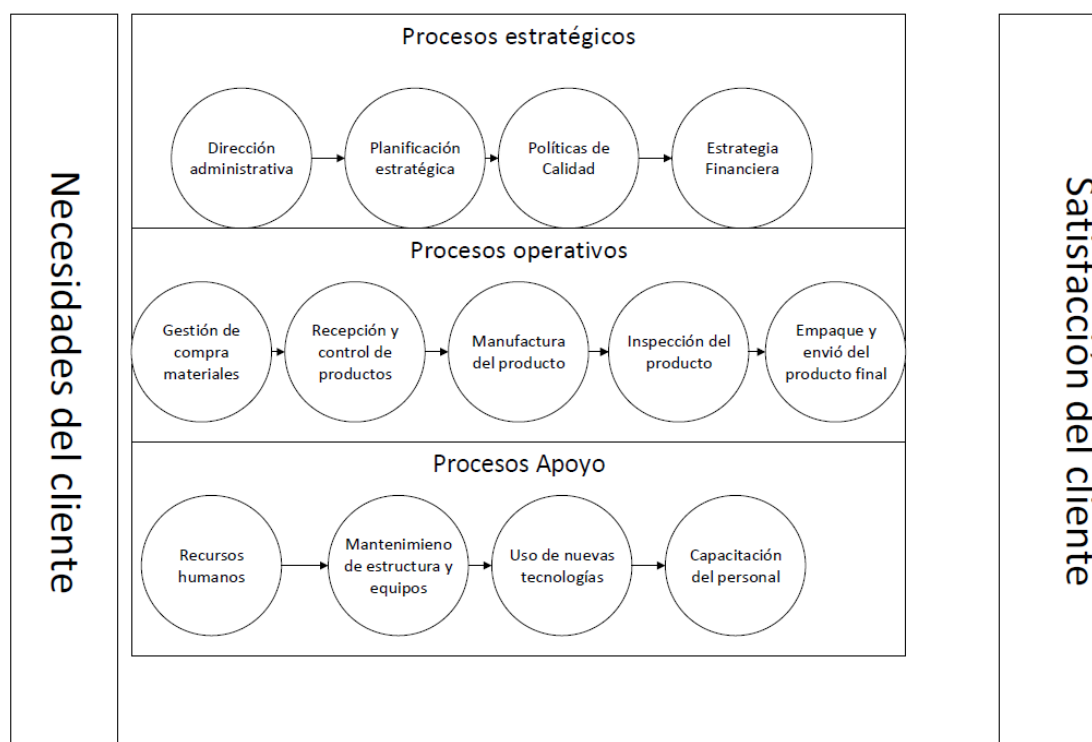 Necesidades del cliente
Procesos estratégicos
Dirección
administrativa
Planificación
estratégica
Políticas de
Calidad
Estrategia
Financiera
Procesos operativos
Gestión de
compra
materiales
Recepción y
control de
productos
Manufactura
del producto
Inspección del
producto
Empaque y
envió del
producto final
Procesos Apoyo
Recursos
humanos
Mantenimieno
de estructura y
equipos
Uso de nuevas
tecnologías
Capacitación
del personal
Satisfacción del cliente